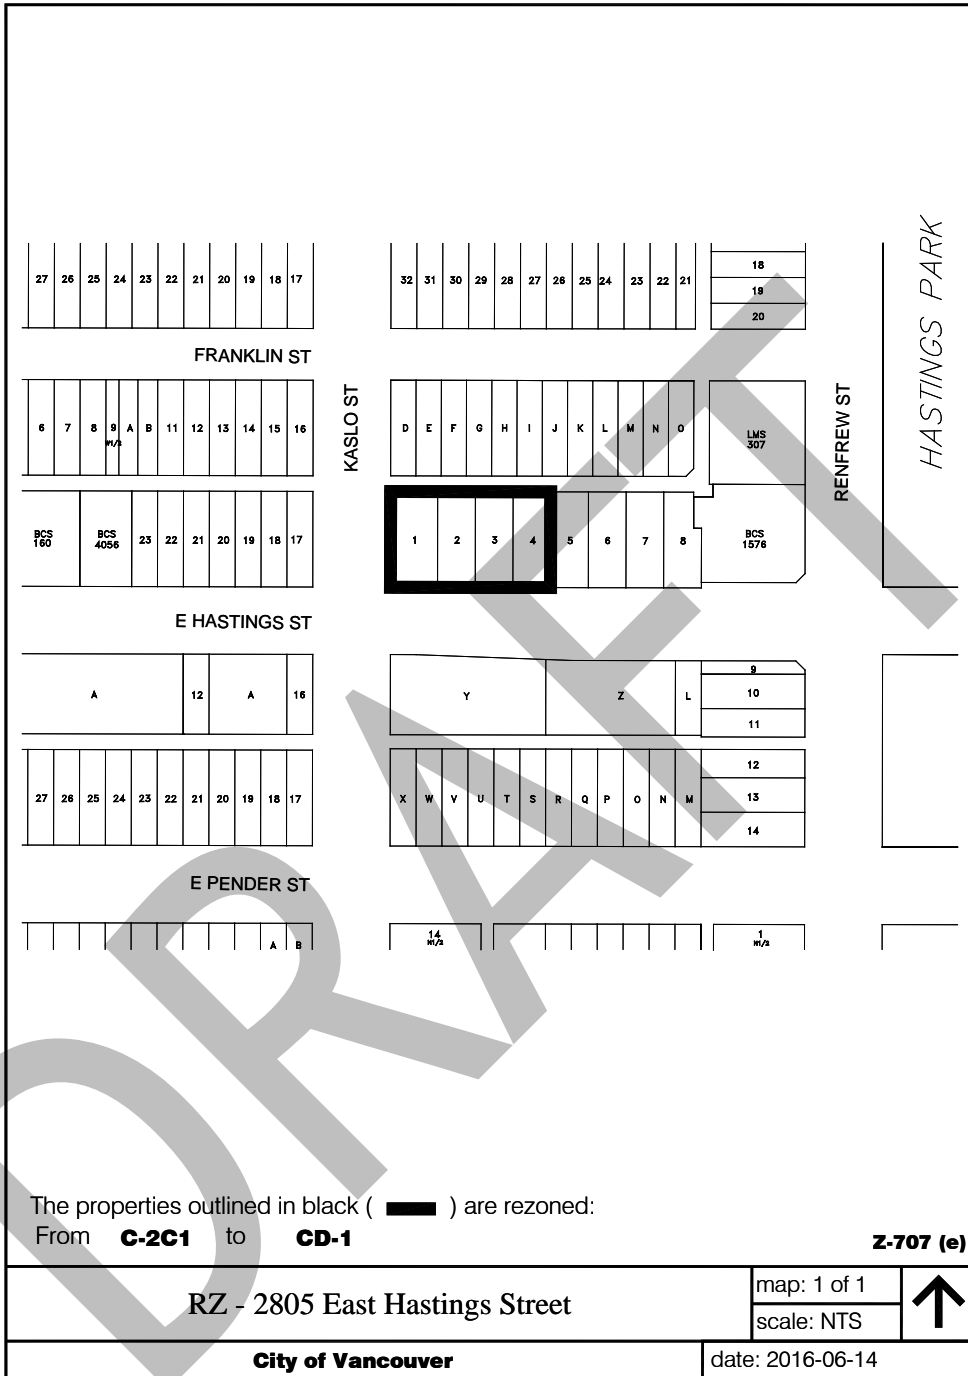 HASTINGS PARK
18
27 26 25 24 23 22 21 20 19 18 17 32 31 30 29 28 27 26 25 24 23 22 21
19
20
FRANKLIN ST
KASLO ST
RENFREW ST
6 7 8 9 A B 11 12 13 14 15 16 D E F G H I J K L M N O
N1/2
LMS
307
BCS
160
BCS
4056
23 22 21 20 19 18 17 1 2 3 4 5 6 7 8
BCS
1576
E HASTINGS ST
9
A 12 A 16 Y Z L 10
11
12
27 26 25 24 23 22 21 20 19 18 17 X W V U T S R Q P O N M 13
14
E PENDER ST
A B
14
N1/2
1
N1/2
DRAFT
The properties outlined in black ( ) are rezoned:
From C-2C1 to CD-1
Z-707 (e)
RZ - 2805 East Hastings Street
map: 1 of 1
scale: NTS
City of Vancouver
date: 2016-06-14